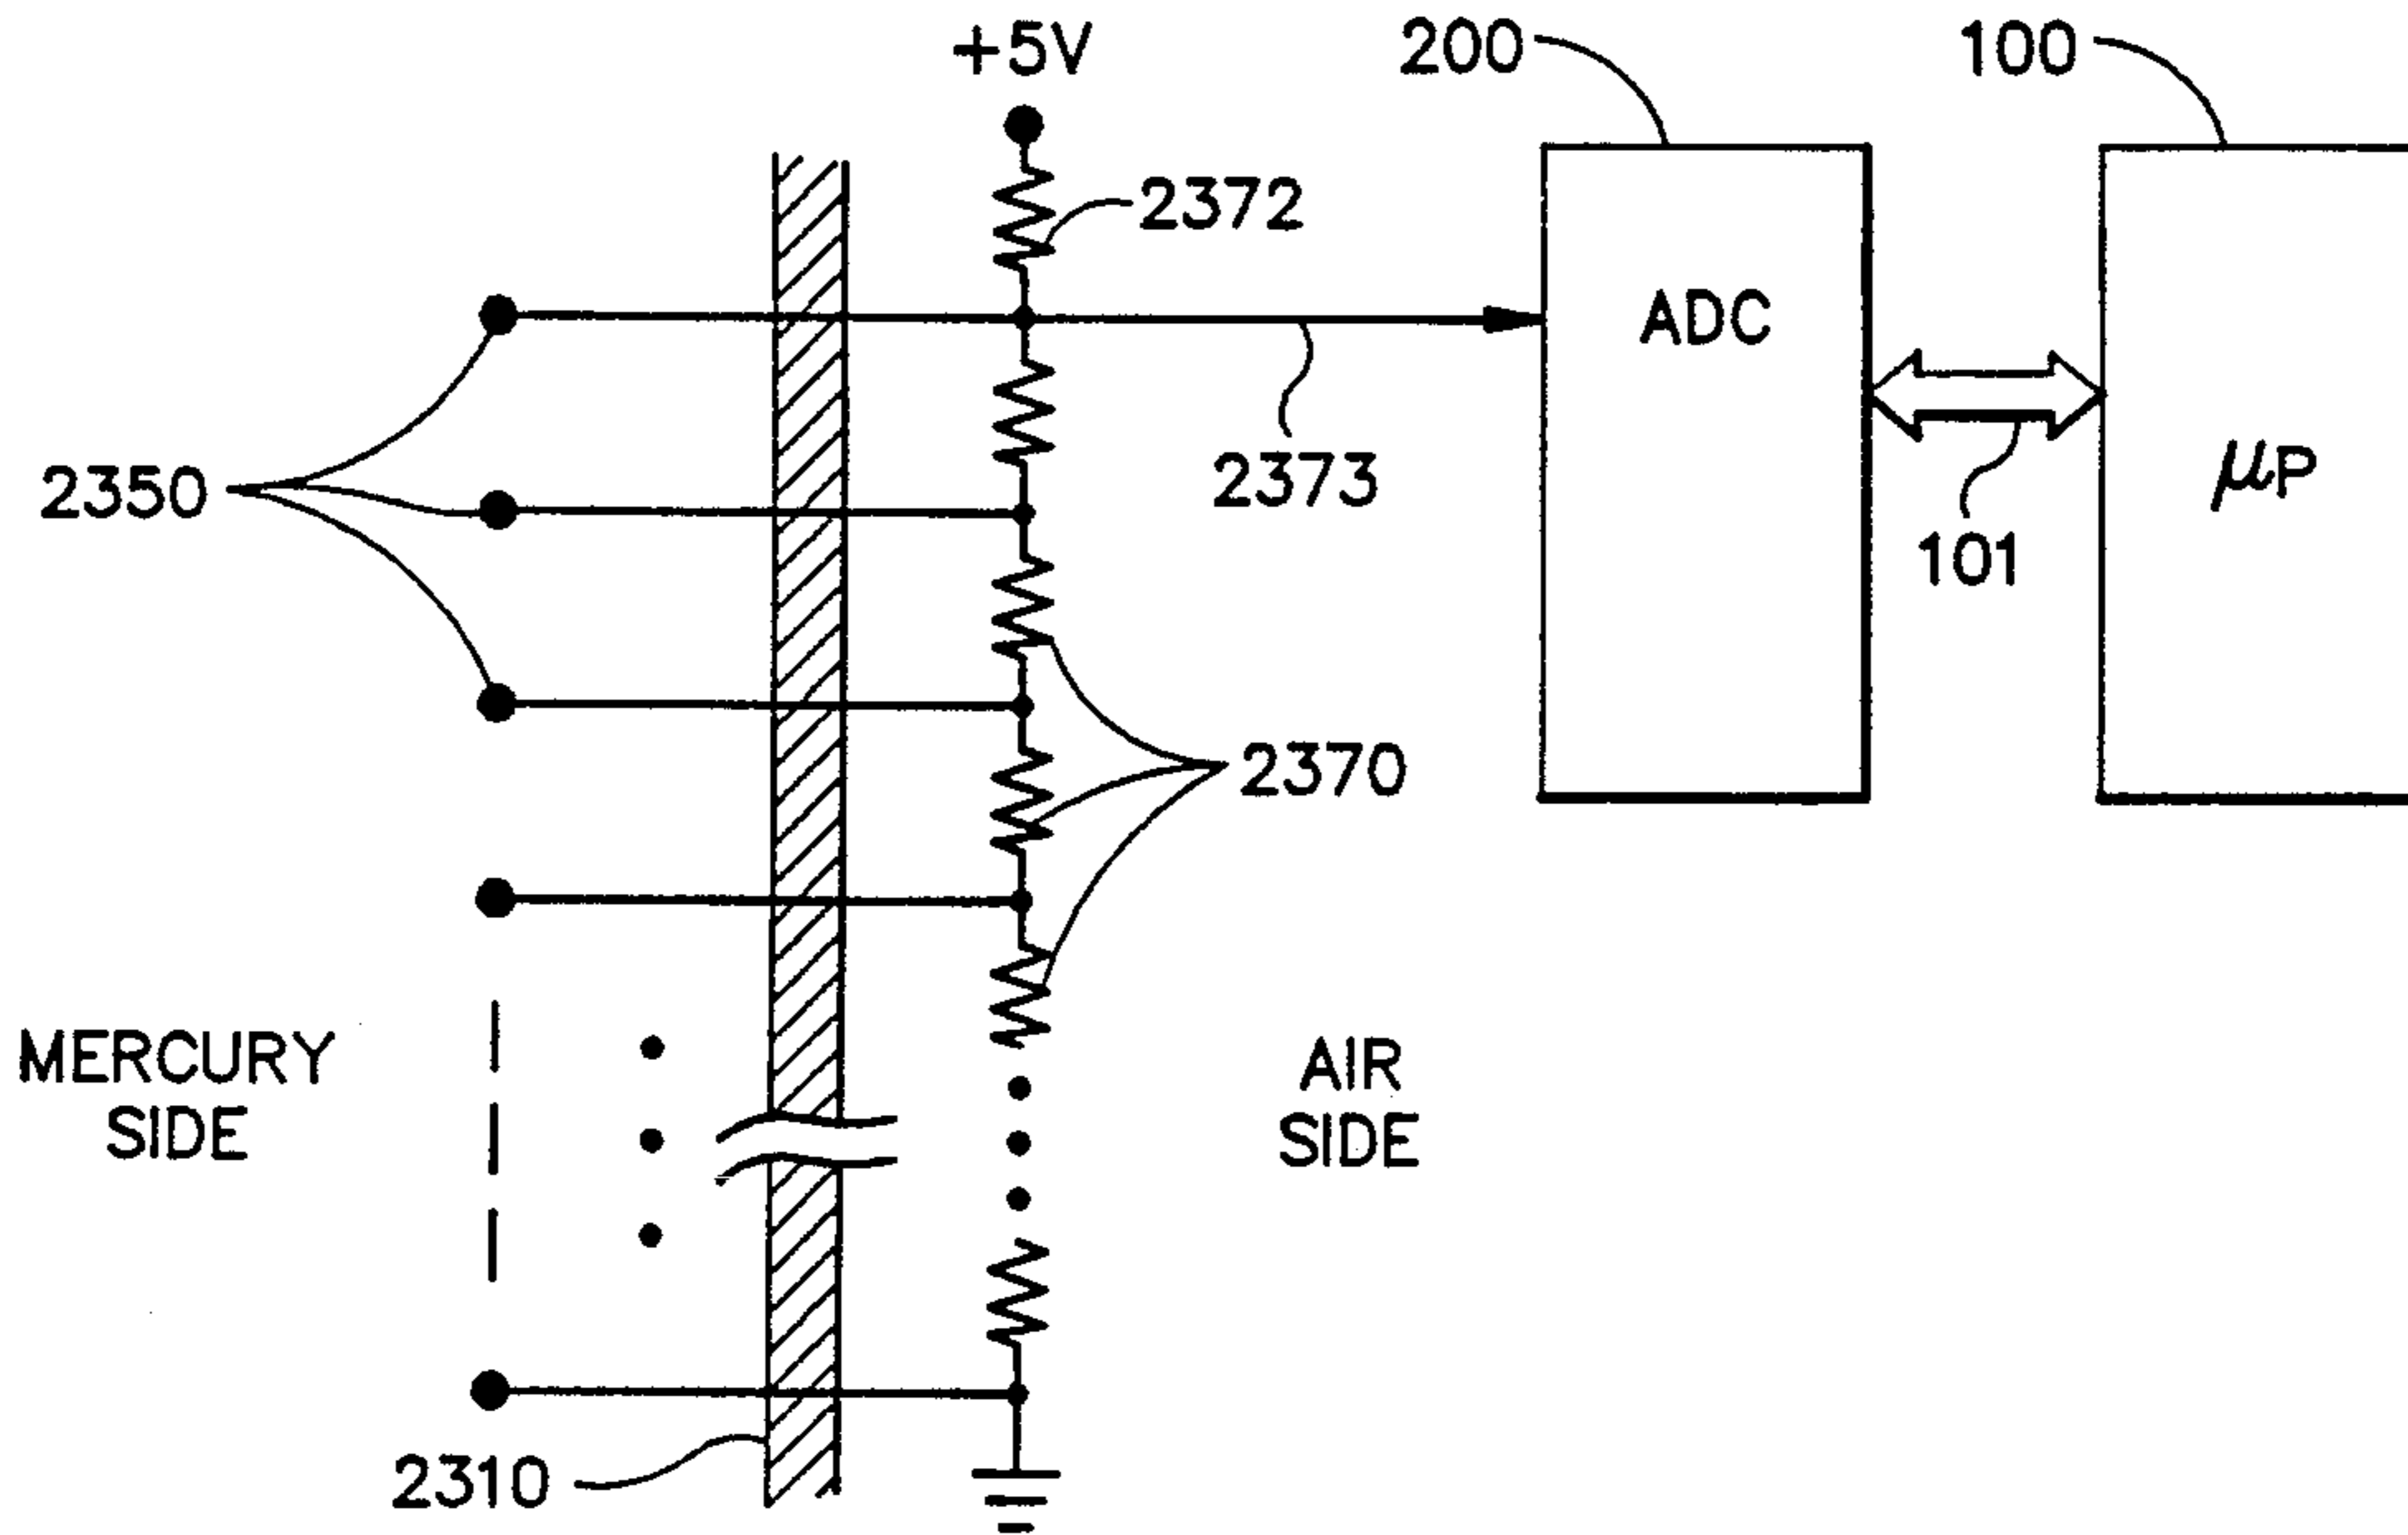 +5V
200
100
2372
ADC
2350
2373
μP
101
2370
MERCURY
SIDE
AIR
SIDE
2310